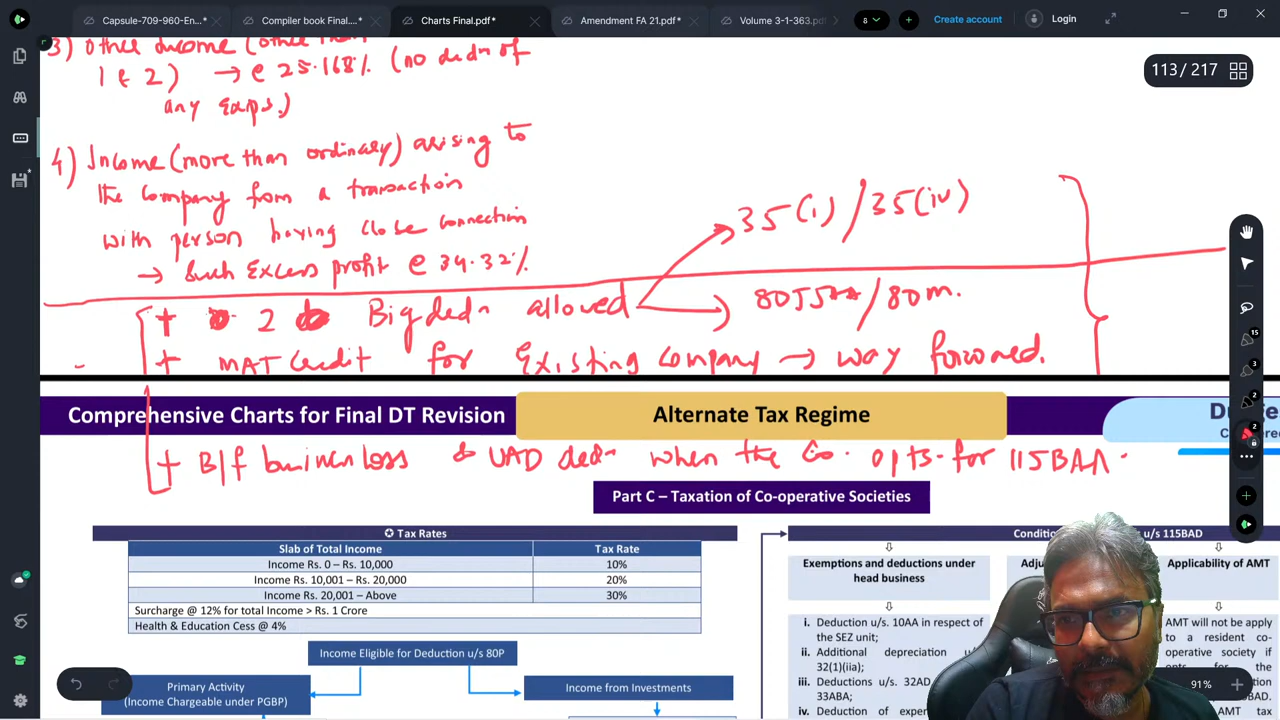 Capsule-709-960-En...*
Compiler book Final....*
Charts Final.pdf*
Amendment FA 21.pdf*
Volume 3-1-363.pd
8
Create account
Login
113/217
3) Other Income (other than
1 & 2) → @ 25.168% (no dedn of
any Exps.)
4) Income (more than ordinary) arising to
the Company from a transaction
with person having close connection
→ Such Excess profit @ 34.32%
35(i) / 35(iv)
+ 2 Big dedn allowed
80JJAA / 80M.
+ MAT Credit for Existing Company → way forward.
Comprehensive Charts for Final DT Revision
Alternate Tax Regime
+ B/f business loss & UAD dedn when the Co. opts for 115BAA.
Part C – Taxation of Co-operative Societies
✪ Tax Rates
Slab of Total Income Tax Rate
Income Rs. 0 – Rs. 10,000 10%
Income Rs. 10,001 – Rs. 20,000 20%
Income Rs. 20,001 – Above 30%
Surcharge @ 12% for total Income > Rs. 1 Crore
Health & Education Cess @ 4%
Income Eligible for Deduction u/s 80P
Primary Activity
(Income Chargeable under PGBP)
Income from Investments
u/s 115BAD
Exemptions and deductions under
head business
i. Deduction u/s. 10AA in respect of
the SEZ unit;
ii. Additional depreciation
32(1)(iia);
iii. Deductions u/s. 32AD
33ABA;
iv. Deduction of
Applicability of AMT
AMT will not be apply
to a resident co-
operative society if
opts for the
BAD.
AMT tax
91%